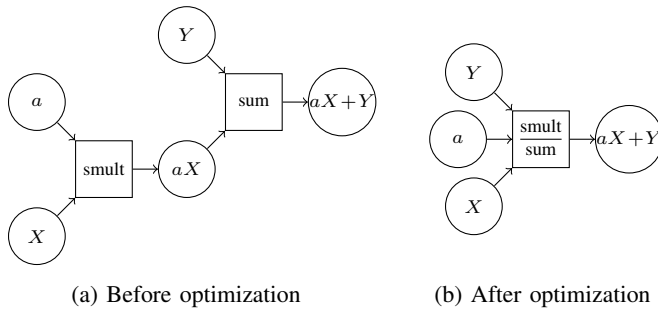 Y
a
sum
aX+Y
smult
aX
X
(a) Before optimization
Y
a
smult
sum
aX+Y
X
(b) After optimization